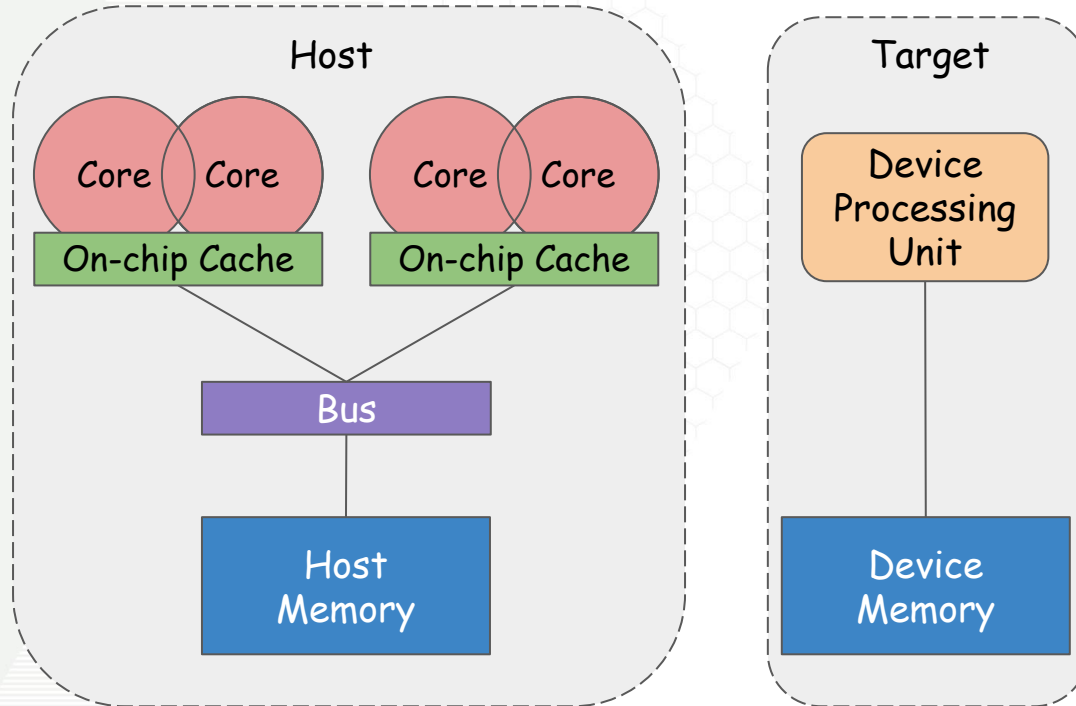 Host
Core
Core
Core
Core
On-chip Cache
On-chip Cache
Bus
Host
Memory
Target
Device
Processing
Unit
Device
Memory